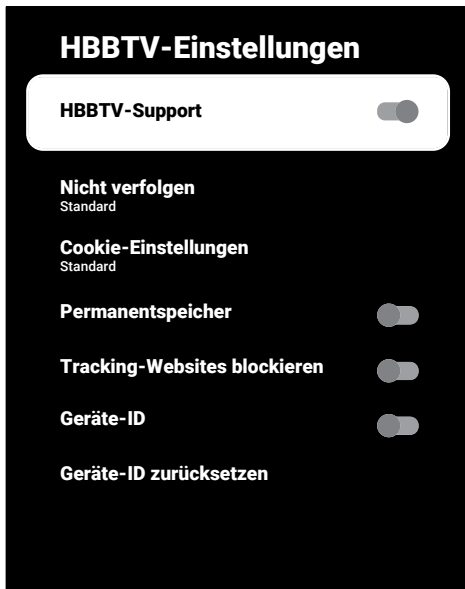 HBBTV-Einstellungen
HBBTV-Support
Nicht verfolgen
Standard
Cookie-Einstellungen
Standard
Permanentspeicher
Tracking-Websites blockieren
Geräte-ID
Geräte-ID zurücksetzen